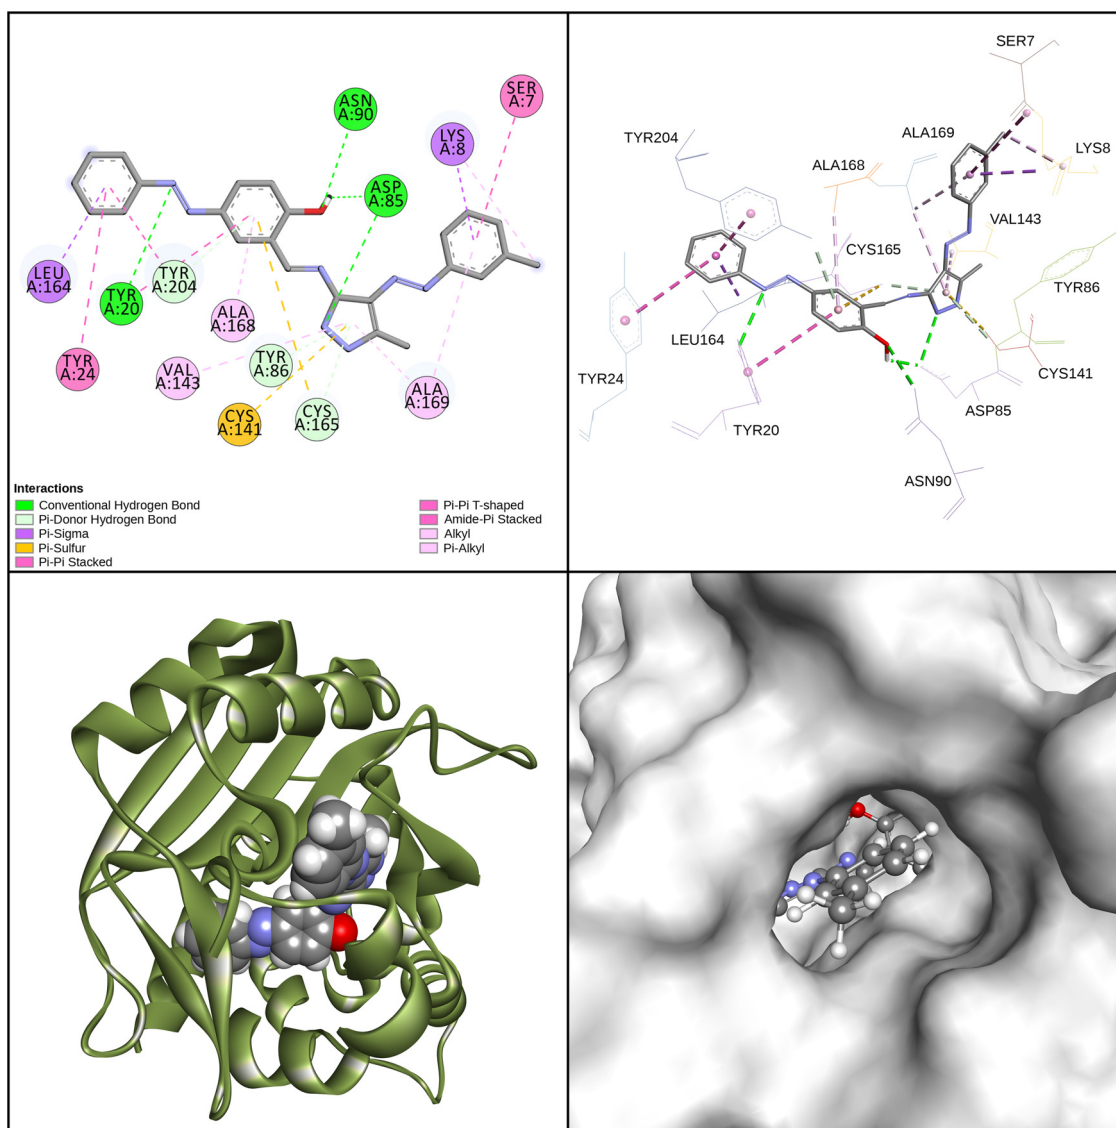 ASN
A:90
SER
A:7
LYS
A:8
ASP
A:85
LEU
A:164
TYR
A:20
TYR
A:204
ALA
A:168
TYR
A:24
VAL
A:143
TYR
A:86
CYS
A:141
CYS
A:165
ALA
A:169
Interactions
Conventional Hydrogen Bond
Pi-Donor Hydrogen Bond
Pi-Sigma
Pi-Sulfur
Pi-Pi Stacked
Pi-Pi T-shaped
Amide-Pi Stacked
Alkyl
Pi-Alkyl
SER7
TYR204
ALA169
LYS8
ALA168
VAL143
CYS165
TYR86
LEU164
TYR24
CYS141
ASP85
TYR20
ASN90